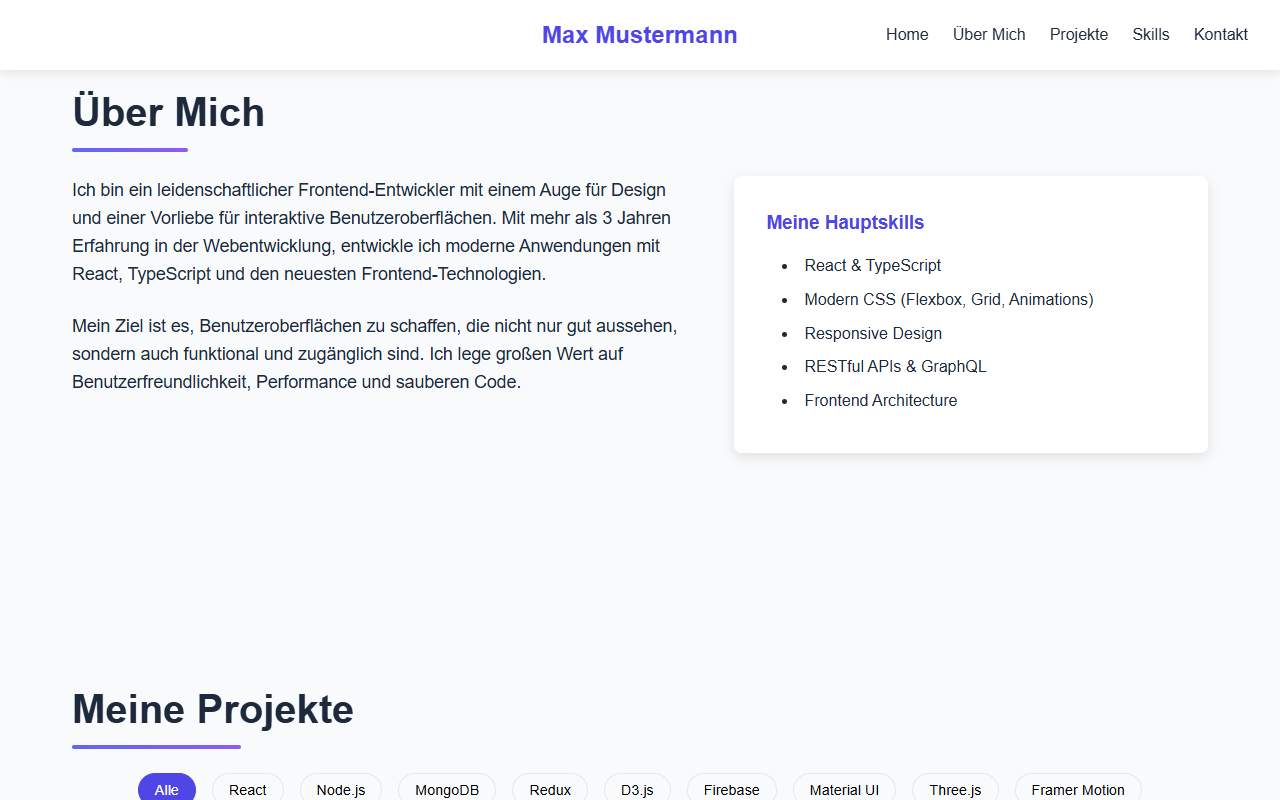 Max Mustermann
Home Über Mich Projekte Skills Kontakt
Über Mich
Ich bin ein leidenschaftlicher Frontend-Entwickler mit einem Auge für Design
und einer Vorliebe für interaktive Benutzeroberflächen. Mit mehr als 3 Jahren
Erfahrung in der Webentwicklung, entwickle ich moderne Anwendungen mit
React, TypeScript und den neuesten Frontend-Technologien.
Mein Ziel ist es, Benutzeroberflächen zu schaffen, die nicht nur gut aussehen,
sondern auch funktional und zugänglich sind. Ich lege großen Wert auf
Benutzerfreundlichkeit, Performance und sauberen Code.
Meine Hauptskills
• React & TypeScript
• Modern CSS (Flexbox, Grid, Animations)
• Responsive Design
• RESTful APIs & GraphQL
• Frontend Architecture
Meine Projekte
Alle React Node.js MongoDB Redux D3.js Firebase Material UI Three.js Framer Motion